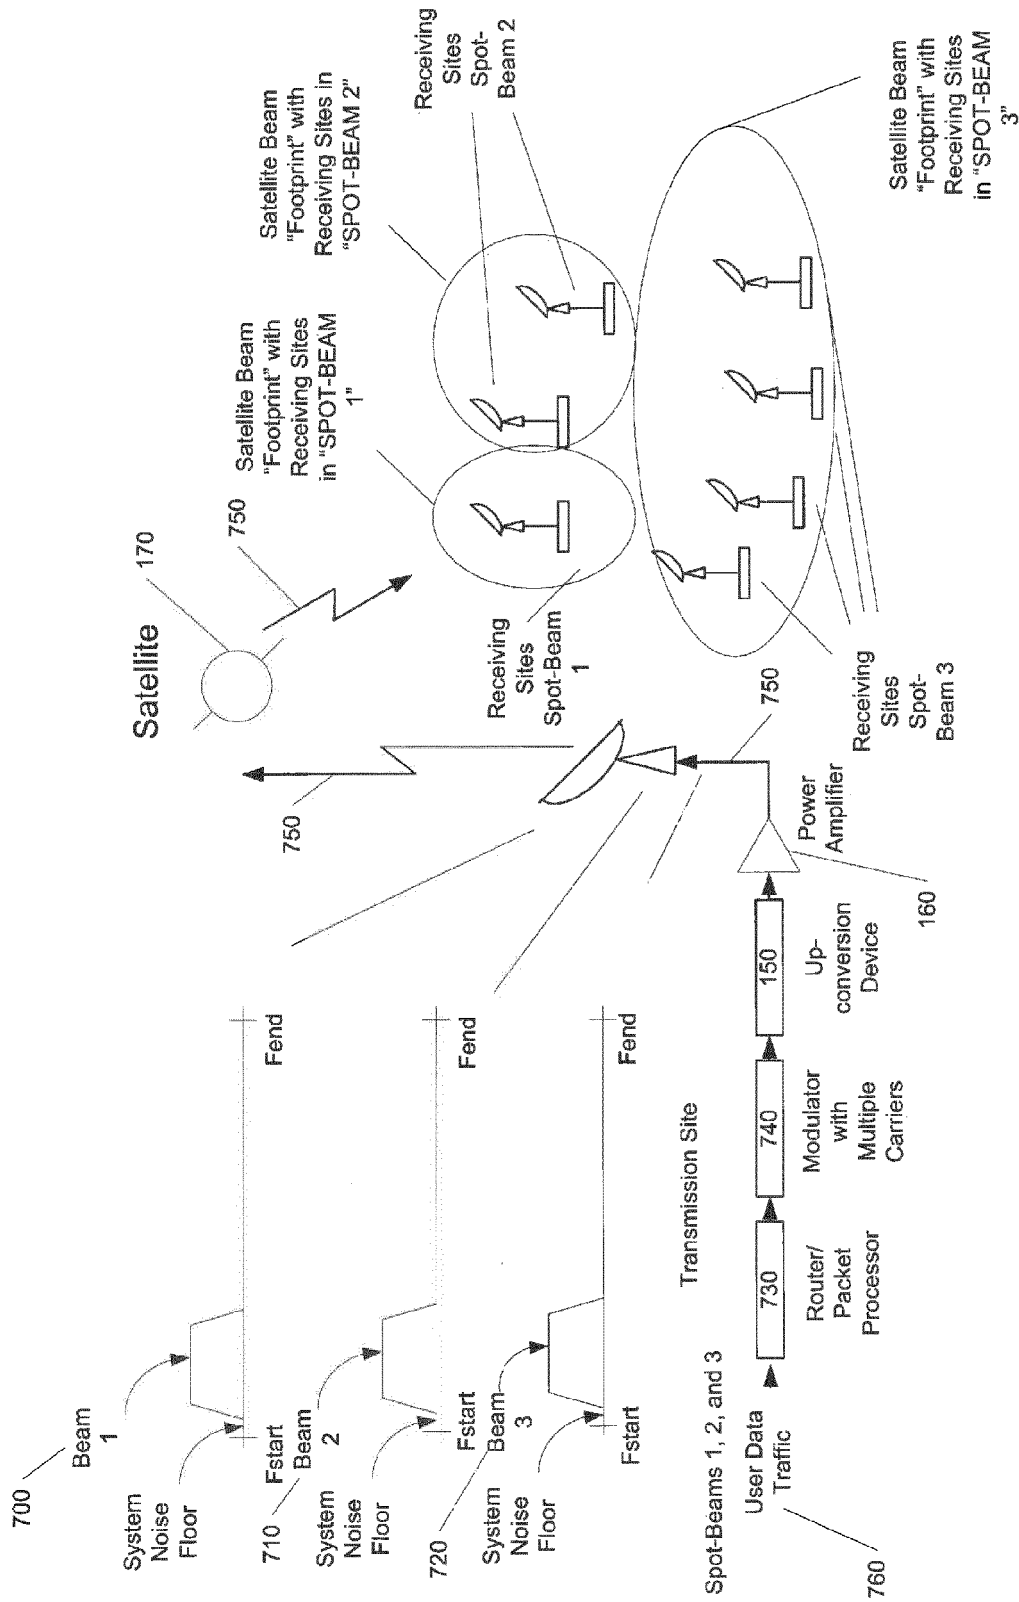 700
Beam
1
System
Noise
Floor
Fstart
Fend
710
Beam
2
System
Noise
Floor
Fstart
Fend
720
Beam
3
System
Noise
Floor
Fstart
Fend
750
Satellite
170
750
Satellite Beam
"Footprint" with
Receiving Sites
in "SPOT-BEAM
1"
Satellite Beam
"Footprint" with
Receiving Sites in
"SPOT-BEAM 2"
Receiving
Sites
Spot-
Beam 2
Receiving
Sites
Spot-Beam
1
Satellite Beam
"Footprint" with
Receiving Sites
in "SPOT-BEAM
3"
Receiving
Sites
Spot-
Beam 3
750
Transmission Site
Spot-Beams 1, 2, and 3
User Data
Traffic
760
730
Router/
Packet
Processor
740
Modulator
with
Multiple
Carriers
150
Up-
conversion
Device
Power
Amplifier
160